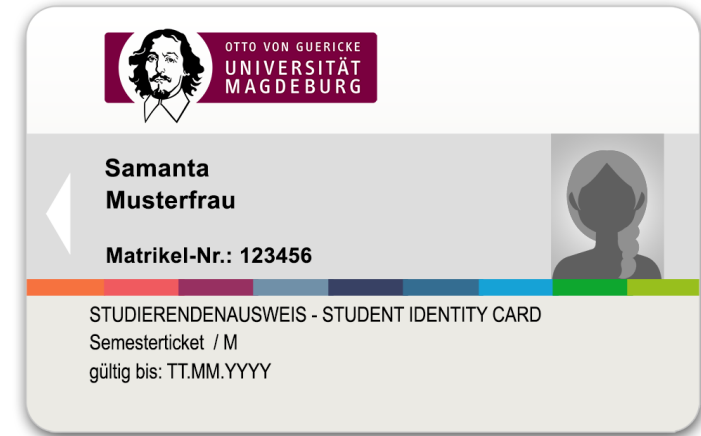 OTTO VON GUERICKE
UNIVERSITÄT
MAGDEBURG
Samanta
Musterfrau
Matrikel-Nr.: 123456
STUDIERENDENAUSWEIS - STUDENT IDENTITY CARD
Semesterticket / M
gültig bis: TT.MM.YYYY